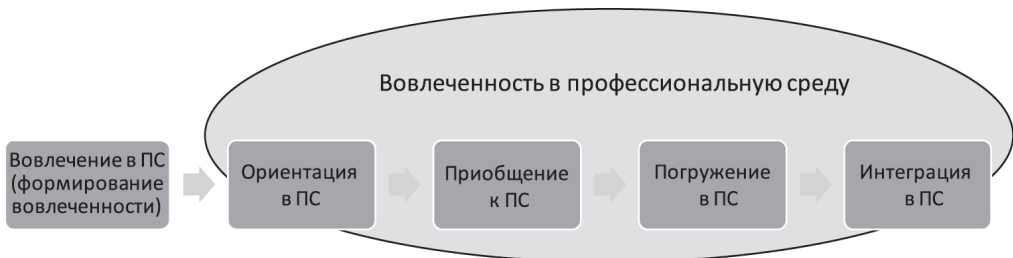 Вовлеченность в профессиональную среду
Вовлечение в ПС
(формирование
вовлеченности)
Ориентация
в ПС
Приобщение
к ПС
Погружение
в ПС
Интеграция
в ПС